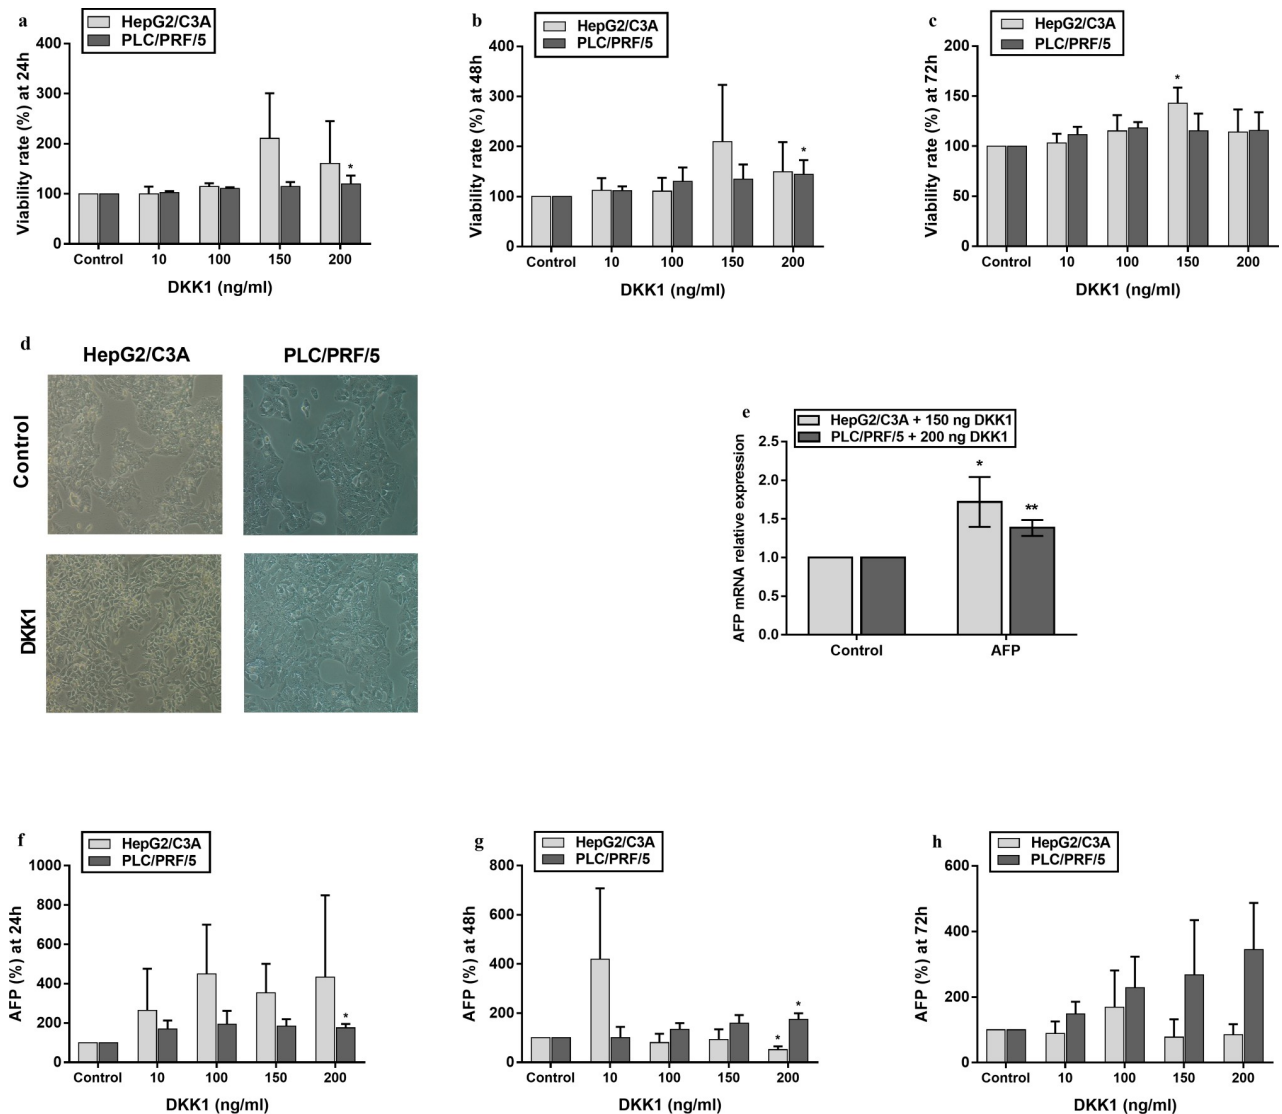 a
HepG2/C3A
PLC/PRF/5
Viability rate (%) at 24h
400
300
200
100
0
*
Control 10 100 150 200
DKK1 (ng/ml)
b
HepG2/C3A
PLC/PRF/5
Viability rate (%) at 48h
400
300
200
100
0
*
Control 10 100 150 200
DKK1 (ng/ml)
c
HepG2/C3A
PLC/PRF/5
Viability rate (%) at 72h
200
150
100
50
0
*
Control 10 100 150 200
DKK1 (ng/ml)
d
HepG2/C3A PLC/PRF/5
Control
DKK1
e
HepG2/C3A + 150 ng DKK1
PLC/PRF/5 + 200 ng DKK1
AFP mRNA relative expression
2.5
2.0
1.5
1.0
0.5
0.0
*
**
Control AFP
f
HepG2/C3A
PLC/PRF/5
AFP (%) at 24h
1000
800
600
400
200
0
*
Control 10 100 150 200
DKK1 (ng/ml)
g
HepG2/C3A
PLC/PRF/5
AFP (%) at 48h
800
600
400
200
0
* *
Control 10 100 150 200
DKK1 (ng/ml)
h
HepG2/C3A
PLC/PRF/5
AFP (%) at 72h
600
400
200
0
Control 10 100 150 200
DKK1 (ng/ml)